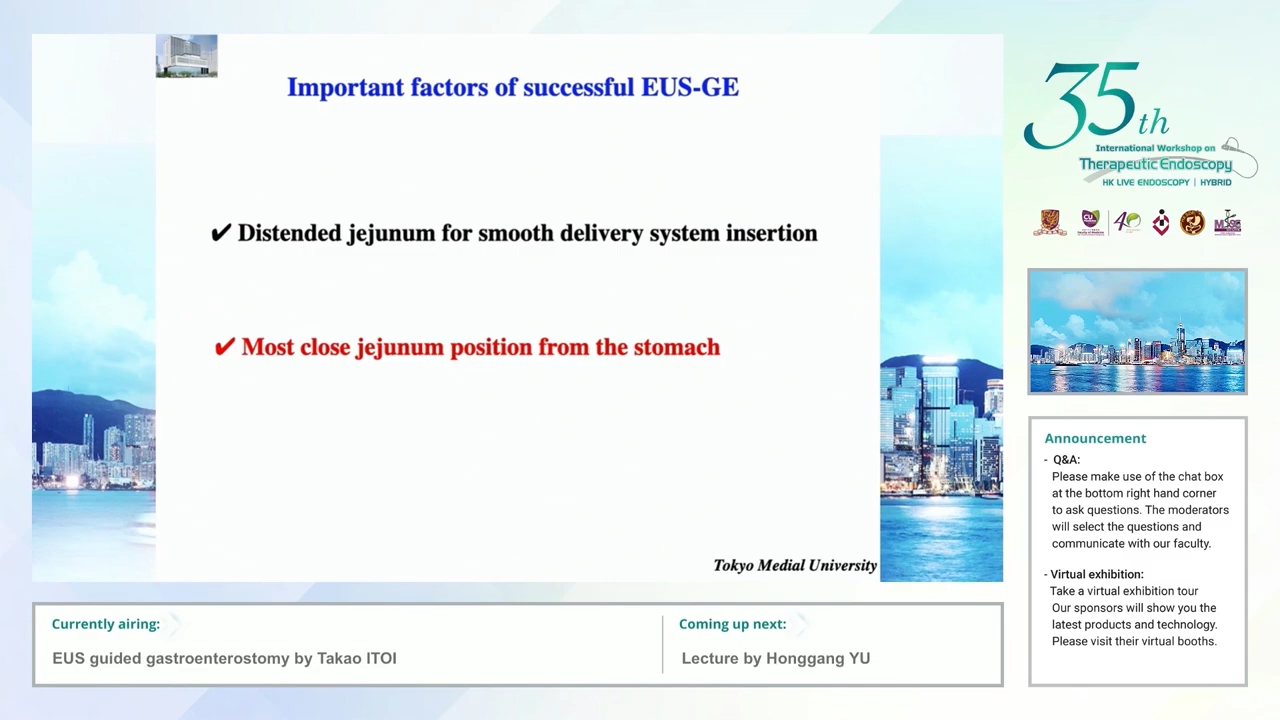 Important factors of successful EUS-GE
✔ Distended jejunum for smooth delivery system insertion
✔ Most close jejunum position from the stomach
Tokyo Medial University
35th
International Workshop on
Therapeutic Endoscopy
HK LIVE ENDOSCOPY | HYBRID
Announcement
- Q&A:
Please make use of the chat box
at the bottom right hand corner
to ask questions. The moderators
will select the questions and
communicate with our faculty.
- Virtual exhibition:
Take a virtual exhibition tour
Our sponsors will show you the
latest products and technology.
Please visit their virtual booths.
Currently airing:
EUS guided gastroenterostomy by Takao ITOI
Coming up next:
Lecture by Honggang YU